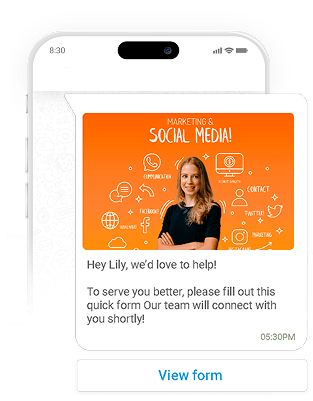 8:30
MARKETING &
SOCIAL MEDIA!
COMMUNICATION
CONTACT
FACEBOOK
TWITTER
MARKETING
Hey Lily, we'd love to help!
To serve you better, please fill out this
quick form Our team will connect with
you shortly!
05:30PM
View form